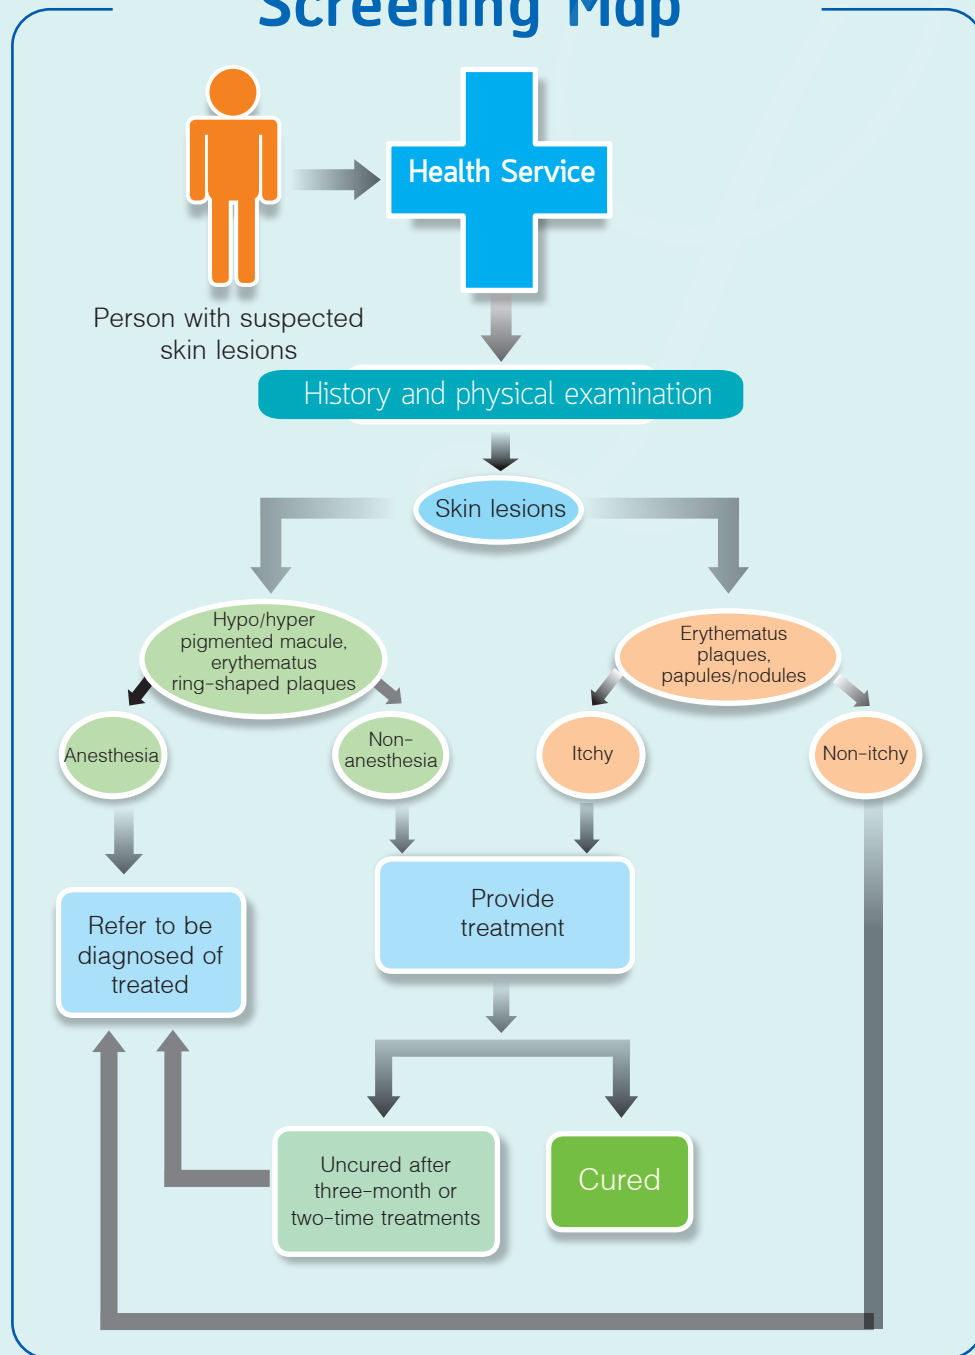 Screening Map
Health Service
Person with suspected
skin lesions
History and physical examination
Skin lesions
Hypo/hyper
pigmented macule,
erythematus
ring-shaped plaques
Erythematus
plaques,
papules/nodules
Anesthesia
Non-
anesthesia
Itchy
Non-itchy
Provide
treatment
Refer to be
diagnosed of
treated
Uncured after
three-month or
two-time treatments
Cured